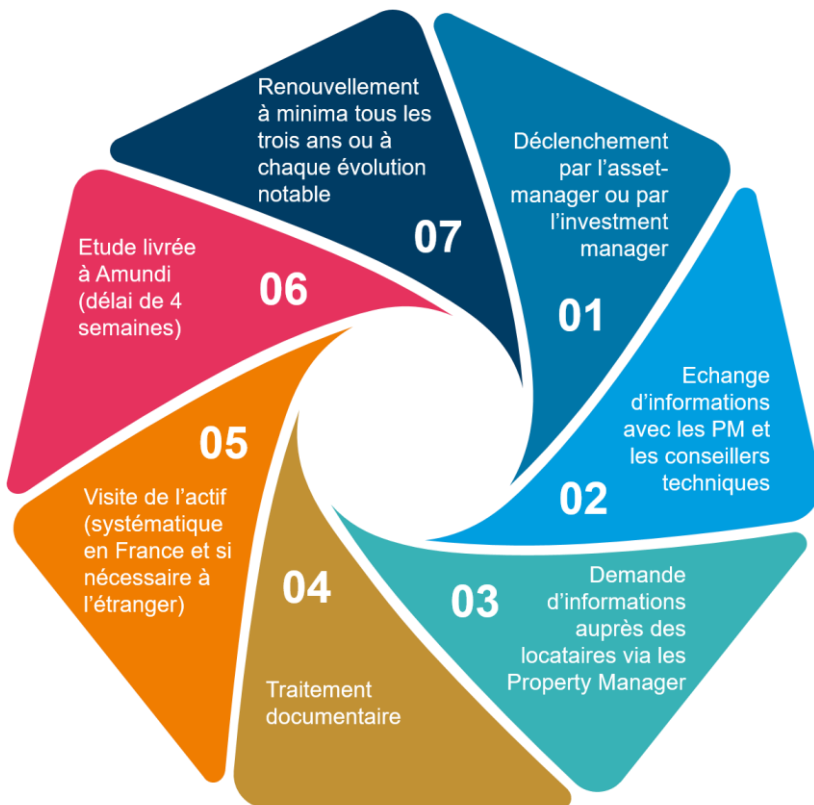 01
Déclenchement
par l'asset-
manager ou par
l'investment
manager
02
Echange
d'informations
avec les PM et
les conseillers
techniques
03
Demande
d'informations
auprès des
locataires via les
Property Manager
04
Traitement
documentaire
05
Visite de l'actif
(systématique
en France et si
nécessaire à
l'étranger)
06
Etude livrée
à Amundi
(délai de 4
semaines)
07
Renouvellement
à minima tous les
trois ans ou à
chaque évolution
notable